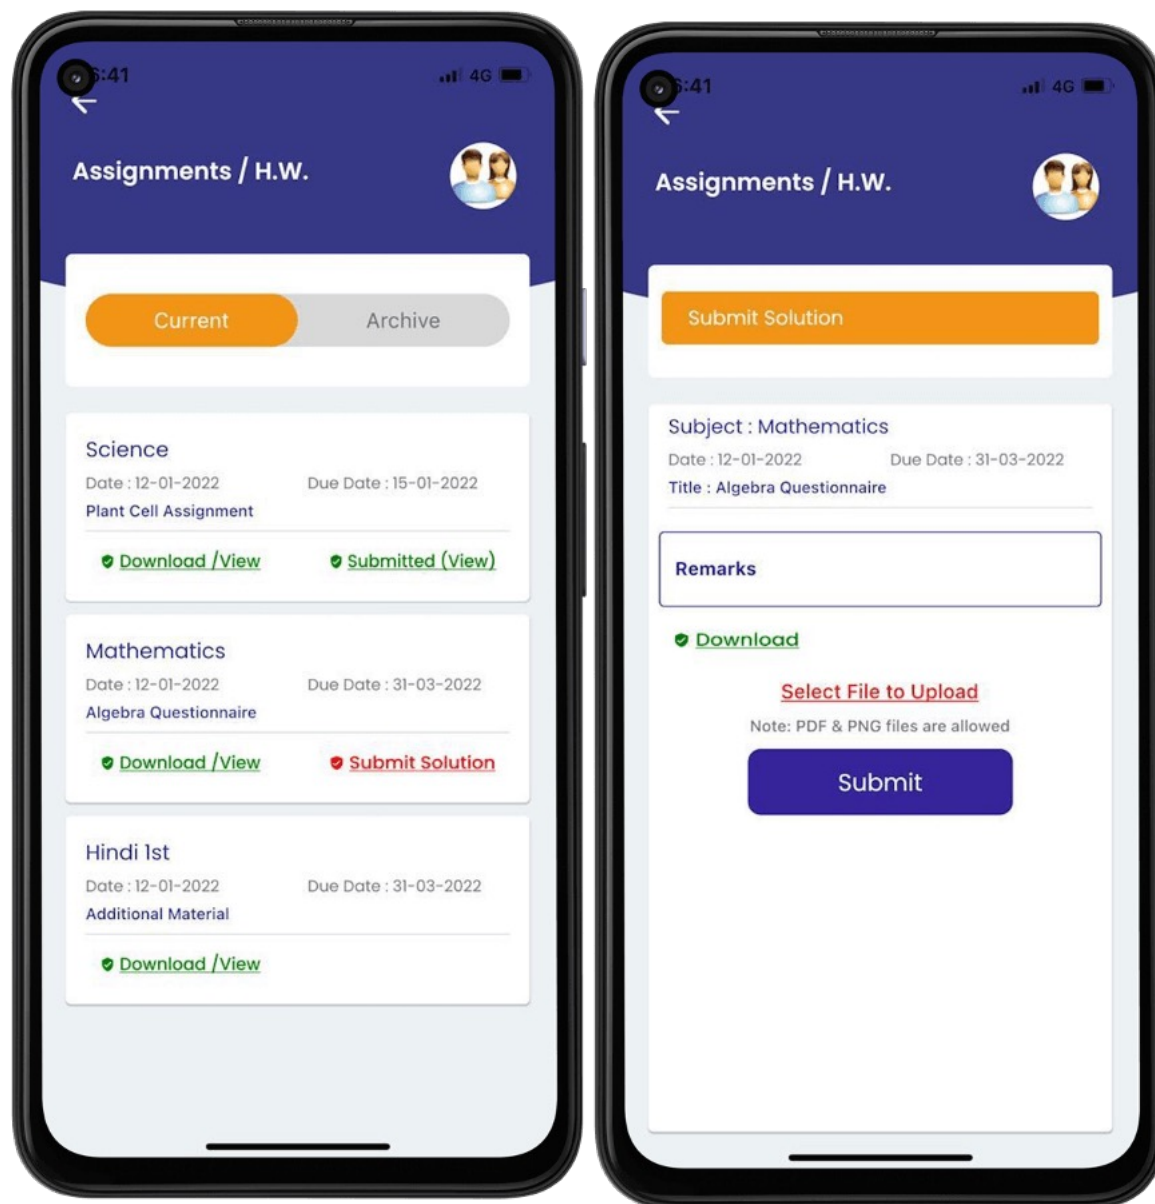 6:41
4G
Assignments / H.W.
Current Archive
Science
Date : 12-01-2022 Due Date : 15-01-2022
Plant Cell Assignment
Download /View Submitted (View)
Mathematics
Date : 12-01-2022 Due Date : 31-03-2022
Algebra Questionnaire
Download /View Submit Solution
Hindi 1st
Date : 12-01-2022 Due Date : 31-03-2022
Additional Material
Download /View
:41
4G
Assignments / H.W.
Submit Solution
Subject : Mathematics
Date : 12-01-2022 Due Date : 31-03-2022
Title : Algebra Questionnaire
Remarks
Download
Select File to Upload
Note: PDF & PNG files are allowed
Submit